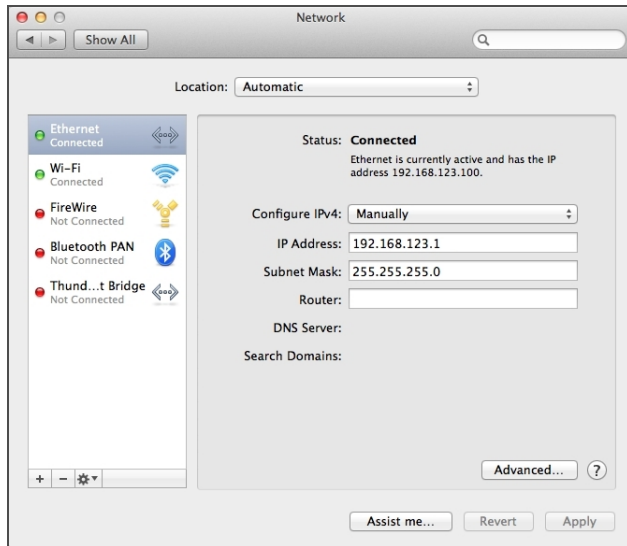 Network
Show All
Location: Automatic
Ethernet
Connected
Wi-Fi
Connected
FireWire
Not Connected
Bluetooth PAN
Not Connected
Thund...t Bridge
Not Connected
Status: Connected
Ethernet is currently active and has the IP
address 192.168.123.100.
Configure IPv4: Manually
IP Address: 192.168.123.1
Subnet Mask: 255.255.255.0
Router:
DNS Server:
Search Domains:
Advanced... ?
+ −
Assist me... Revert Apply